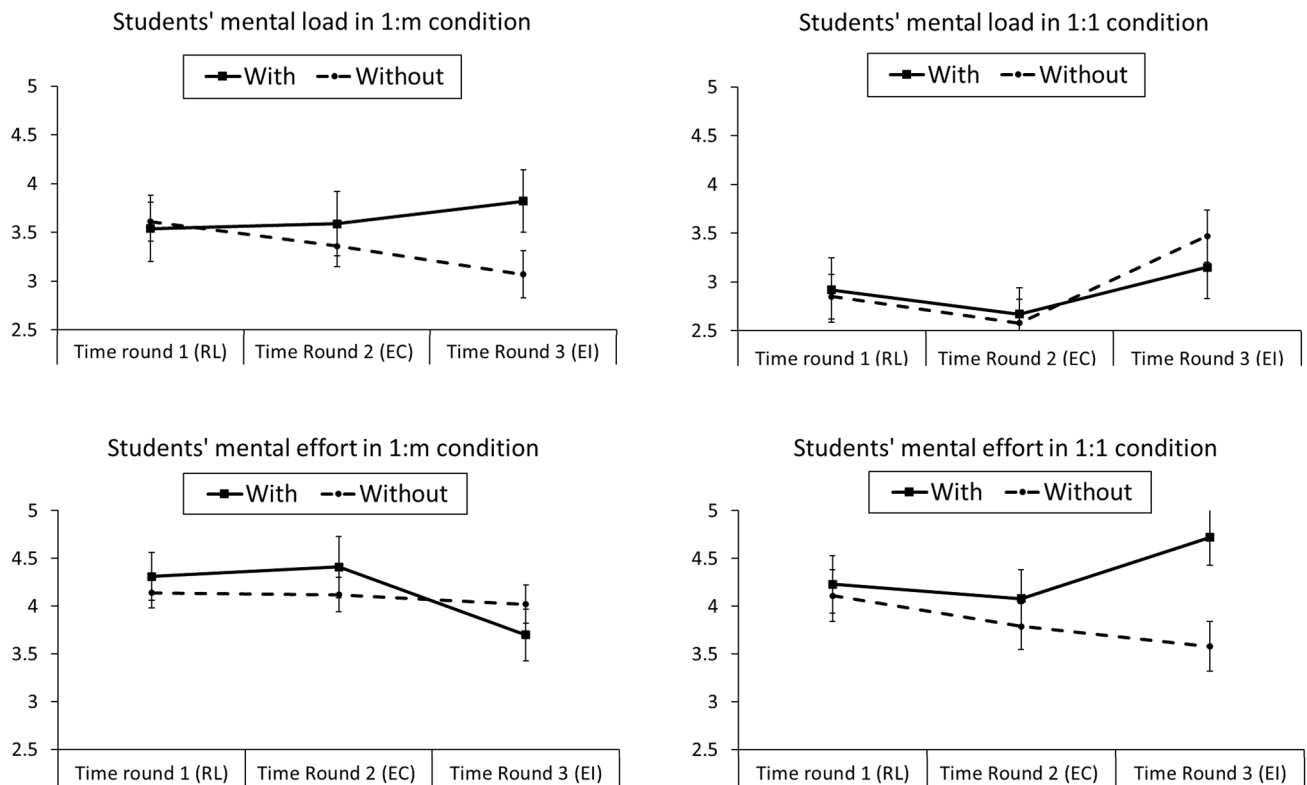 Students' mental load in 1:m condition
With Without
5
4.5
4
3.5
3
2.5
Time round 1 (RL) Time Round 2 (EC) Time Round 3 (EI)
Students' mental load in 1:1 condition
With Without
5
4.5
4
3.5
3
2.5
Time round 1 (RL) Time Round 2 (EC) Time Round 3 (EI)
Students' mental effort in 1:m condition
With Without
5
4.5
4
3.5
3
2.5
Time round 1 (RL) Time Round 2 (EC) Time Round 3 (EI)
Students' mental effort in 1:1 condition
With Without
5
4.5
4
3.5
3
2.5
Time round 1 (RL) Time Round 2 (EC) Time Round 3 (EI)